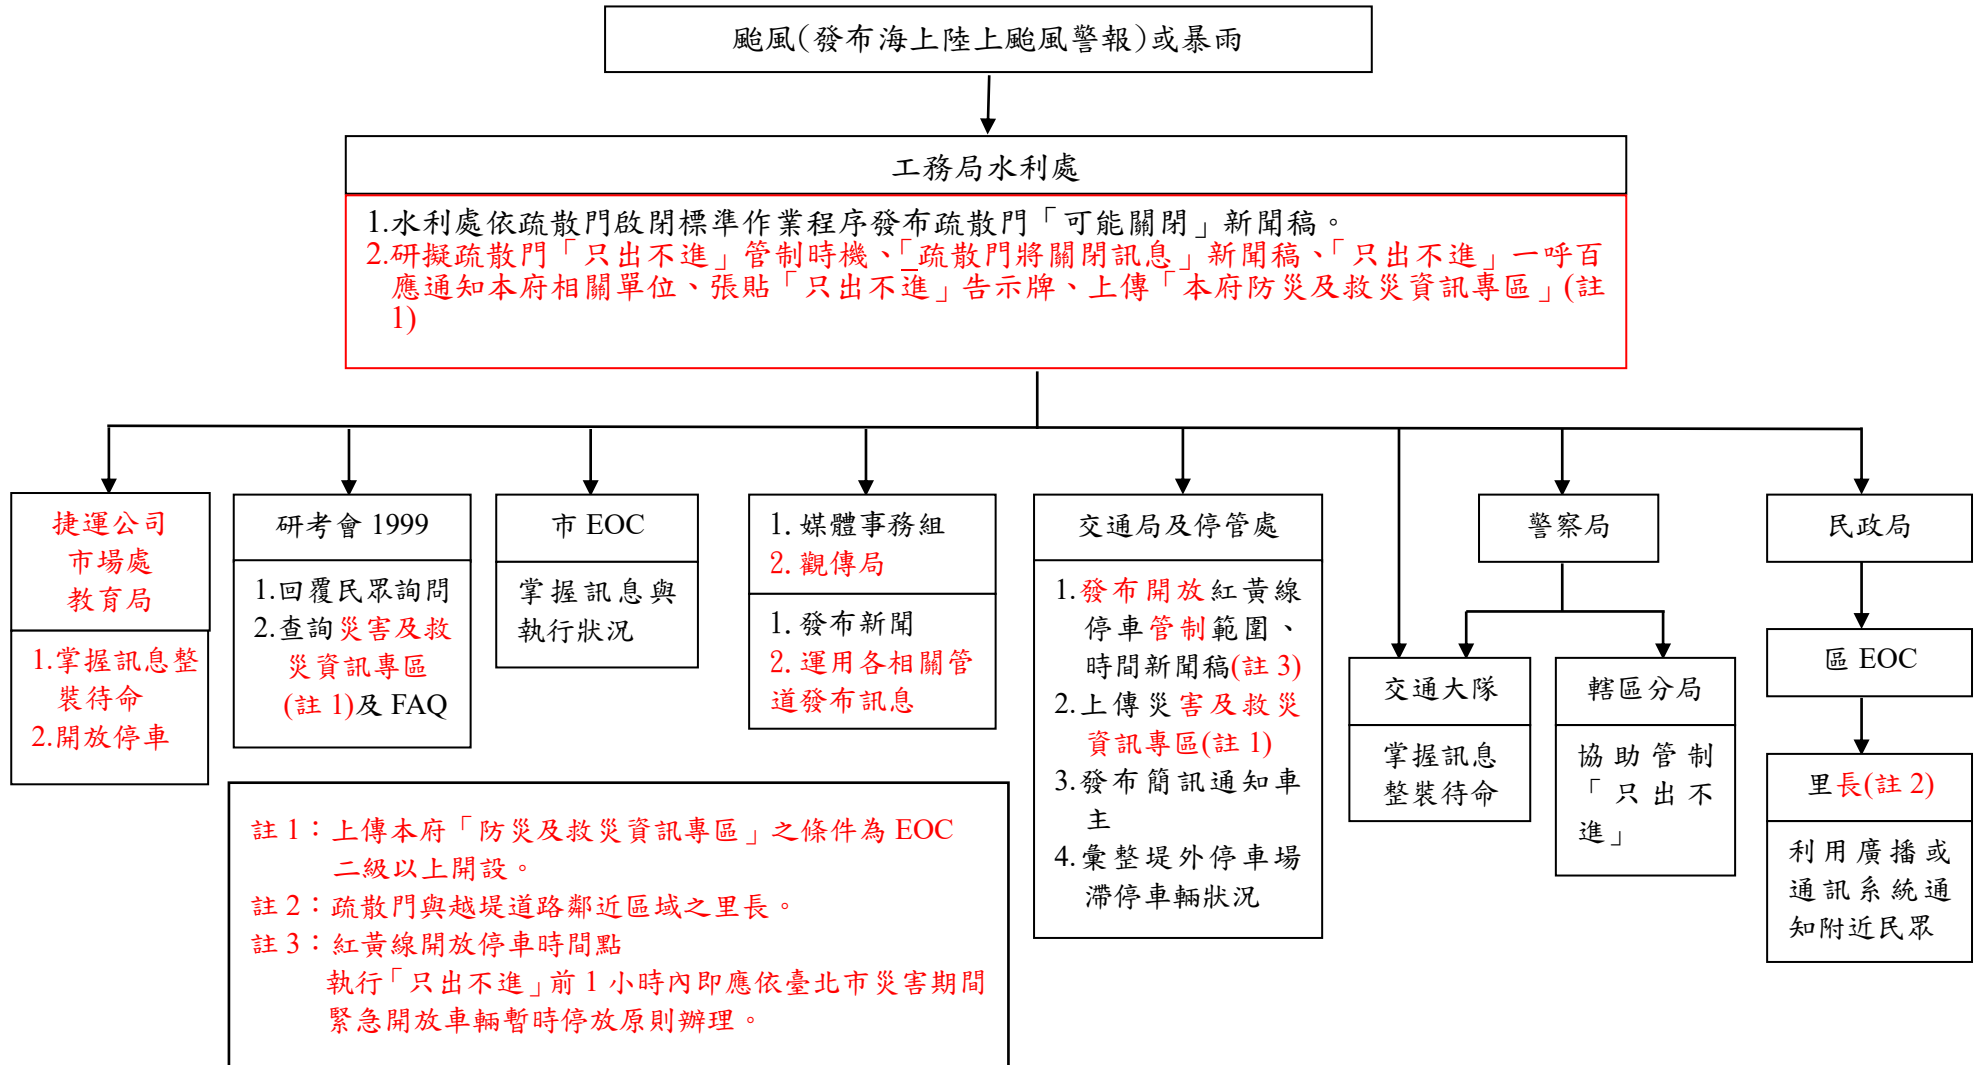 颱風(發布海上陸上颱風警報)或暴雨
工務局水利處
1.水利處依疏散門啟閉標準作業程序發布疏散門「可能關閉」新聞稿。
2.研擬疏散門「只出不進」管制時機、「疏散門將關閉訊息」新聞稿、「只出不進」一呼百
應通知本府相關單位、張貼「只出不進」告示牌、上傳「本府防災及救災資訊專區」(註
1)
捷運公司
市場處
教育局
1.掌握訊息整
裝待命
2.開放停車
研考會 1999
1.回覆民眾詢問
2.查詢災害及救
災資訊專區
(註 1)及 FAQ
市 EOC
掌握訊息與
執行狀況
1. 媒體事務組
2. 觀傳局
1. 發布新聞
2. 運用各相關管
道發布訊息
交通局及停管處
1.發布開放紅黃線
停車管制範圍、
時間新聞稿(註 3)
2.上傳災害及救災
資訊專區(註 1)
3.發布簡訊通知車
主
4.彙整堤外停車場
滯停車輛狀況
警察局
交通大隊
掌握訊息
整裝待命
轄區分局
協助管制
「只出不
進」
民政局
區 EOC
里長(註 2)
利用廣播或
通訊系統通
知附近民眾
註 1：上傳本府「防災及救災資訊專區」之條件為 EOC
二級以上開設。
註 2：疏散門與越堤道路鄰近區域之里長。
註 3：紅黃線開放停車時間點
執行「只出不進」前 1 小時內即應依臺北市災害期間
緊急開放車輛暫時停放原則辦理。